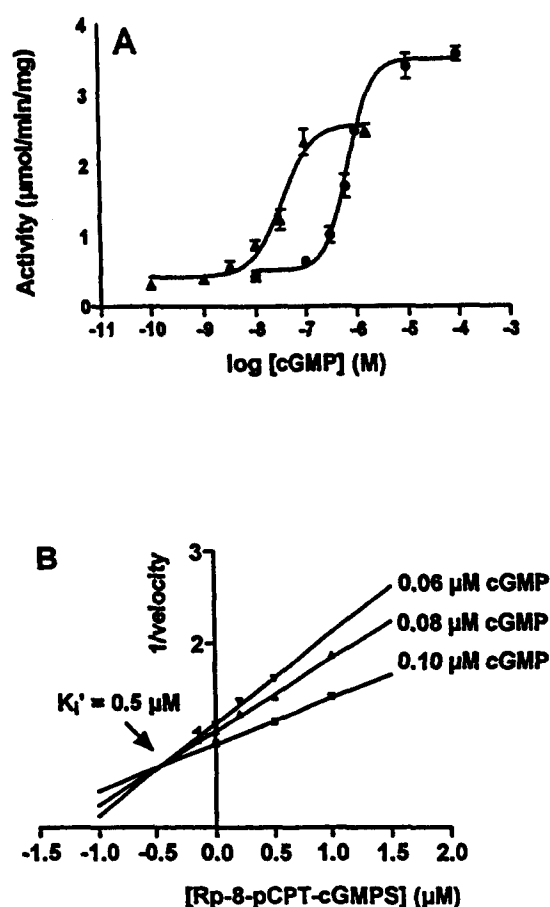 A
Activity (µmol/min/mg)
4
3
2
1
0
-11 -10 -9 -8 -7 -6 -5 -4 -3
log [cGMP] (M)
B
1/velocity
3
2
0.06 µM cGMP
0.08 µM cGMP
0.10 µM cGMP
Ki' = 0.5 µM
-1.5 -1.0 -0.5 0.0 0.5 1.0 1.5 2.0
[Rp-8-pCPT-cGMPS] (µM)